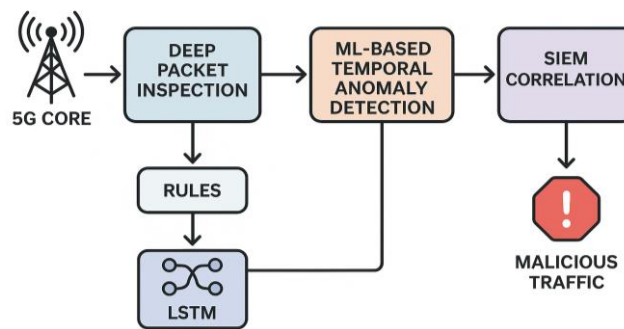 5G CORE
DEEP
PACKET
INSPECTION
ML-BASED
TEMPORAL
ANOMALY
DETECTION
SIEM
CORRELATION
RULES
LSTM
MALICIOUS
TRAFFIC